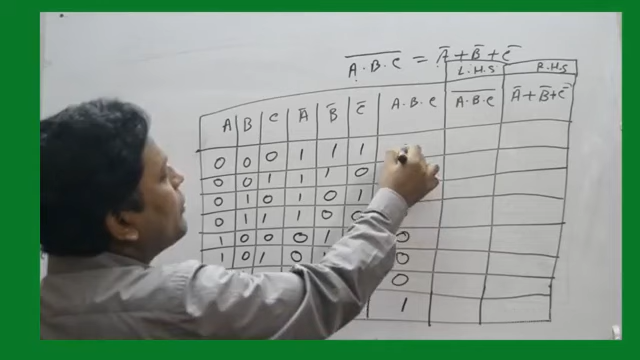 A̅.̅B̅.̅C̅ = A̅ + B̅ + C̅
L.H.S R.H.S
A B C A̅ B̅ C̅ A.B.C A̅.̅B̅.̅C̅ A̅+B̅+C̅
0 0 0 1 1 1
0 0 1 1 1 0
0 1 0 1 0 1
0 1 1 1 0 0
1 0 0 0 1 0
1 0 1 0 0
0
1